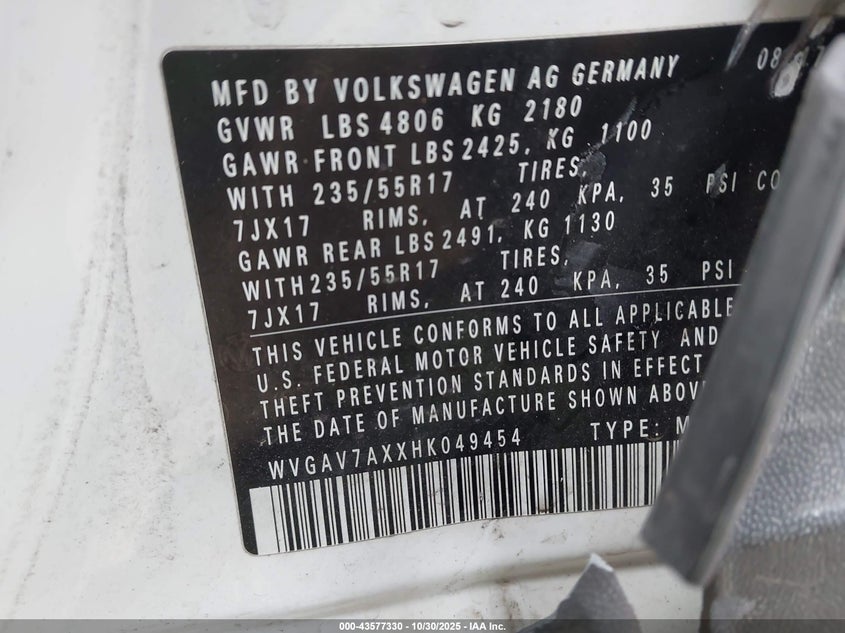 MFD BY VOLKSWAGEN AG GERMANY
GVWR LBS 4806 KG 2180
GAWR FRONT LBS 2425, KG 1100
WITH 235/55R17 TIRES,
7JX17 RIMS, AT 240 KPA, 35 PSI CO
GAWR REAR LBS 2491, KG 1130
WITH 235/55R17 TIRES,
7JX17 RIMS, AT 240 KPA, 35 PSI
THIS VEHICLE CONFORMS TO ALL APPLICABLE
U.S. FEDERAL MOTOR VEHICLE SAFETY AND
THEFT PREVENTION STANDARDS IN EFFECT
THE DATE OF MANUFACTURE SHOWN ABOVE
WVGAV7AXXHK049454 TYPE: M
000-43577330 - 10/30/2025 - IAA Inc.